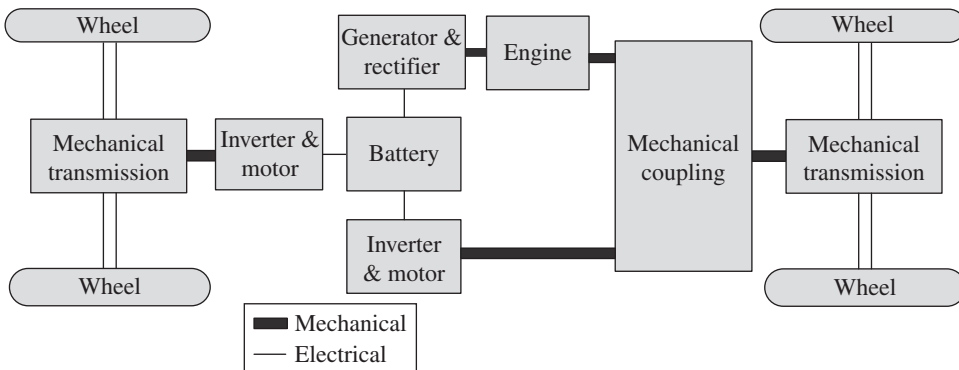 Wheel
Generator &
rectifier
Engine
Wheel
Mechanical
transmission
Inverter &
motor
Battery
Mechanical
coupling
Mechanical
transmission
Inverter
& motor
Wheel
Wheel
Mechanical
Electrical